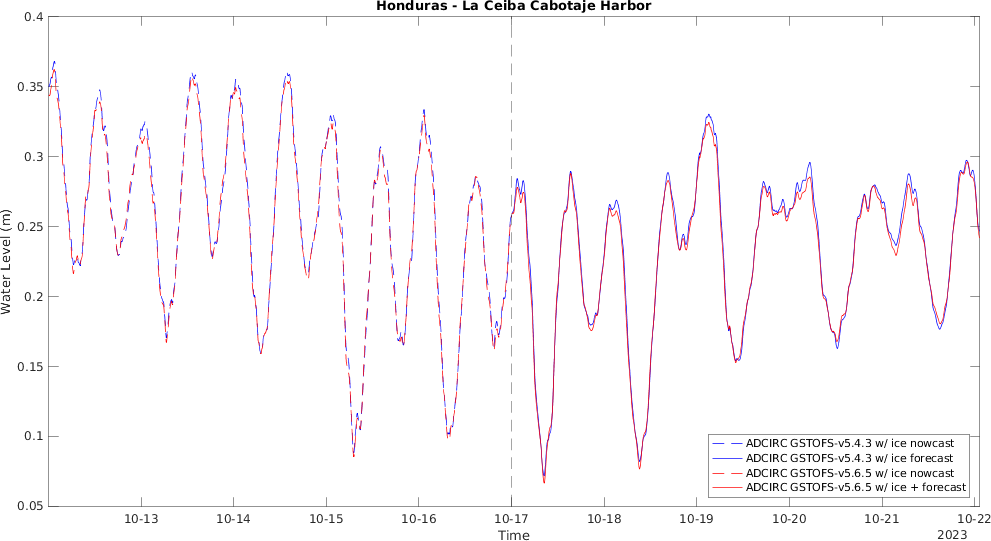 Honduras - La Ceiba Cabotaje Harbor
0.4
0.35
0.3
0.25
0.2
0.15
0.1
0.05
Water Level (m)
ADCIRC GSTOFS-v5.4.3 w/ ice nowcast
ADCIRC GSTOFS-v5.4.3 w/ ice forecast
ADCIRC GSTOFS-v5.6.5 w/ ice nowcast
ADCIRC GSTOFS-v5.6.5 w/ ice + forecast
10-13 10-14 10-15 10-16 10-17 10-18 10-19 10-20 10-21 10-22
Time
2023